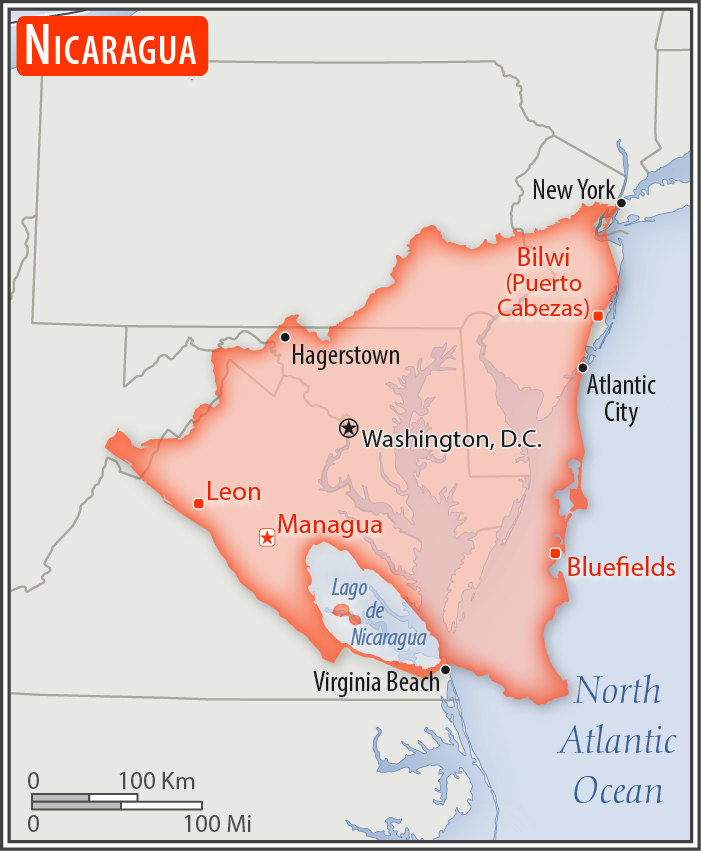 NICARAGUA
New York
Bilwi
(Puerto
Cabezas)
Hagerstown
Atlantic
City
Washington, D.C.
Leon
Managua
Bluefields
Lago
de
Nicaragua
Virginia Beach
North
Atlantic
Ocean
0 100 Km
0 100 Mi